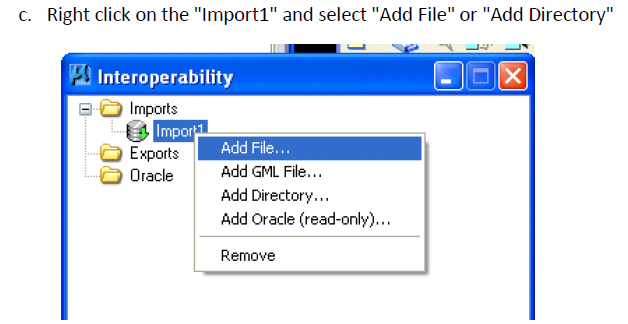 c. Right click on the "Import1" and select "Add File" or "Add Directory"
Interoperability
Imports
Import1
Add File...
Exports
Add GML File...
Oracle
Add Directory...
Add Oracle (read-only)...
Remove